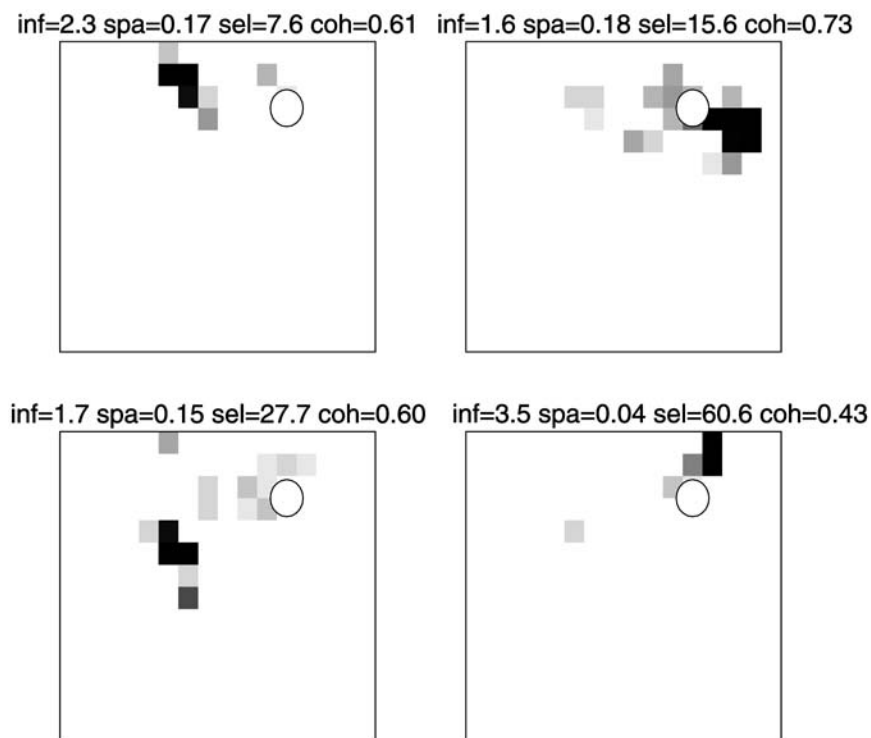 inf=2.3 spa=0.17 sel=7.6 coh=0.61
inf=1.6 spa=0.18 sel=15.6 coh=0.73
inf=1.7 spa=0.15 sel=27.7 coh=0.60
inf=3.5 spa=0.04 sel=60.6 coh=0.43